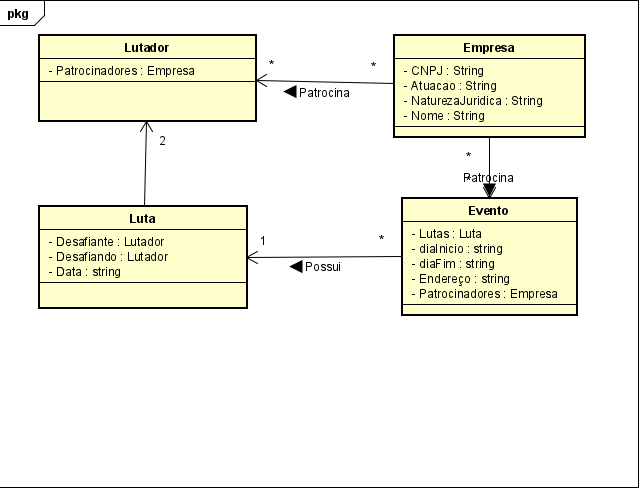 pkg
Lutador
- Patrocinadores : Empresa
*
*
Patrocina
Empresa
- CNPJ : String
- Atuacao : String
- NaturezaJuridica : String
- Nome : String
2
*
*
Patrocina
Luta
- Desafiante : Lutador
- Desafiando : Lutador
- Data : string
1
*
Possui
Evento
- Lutas : Luta
- diaInicio : string
- diaFim : string
- Endereço : string
- Patrocinadores : Empresa